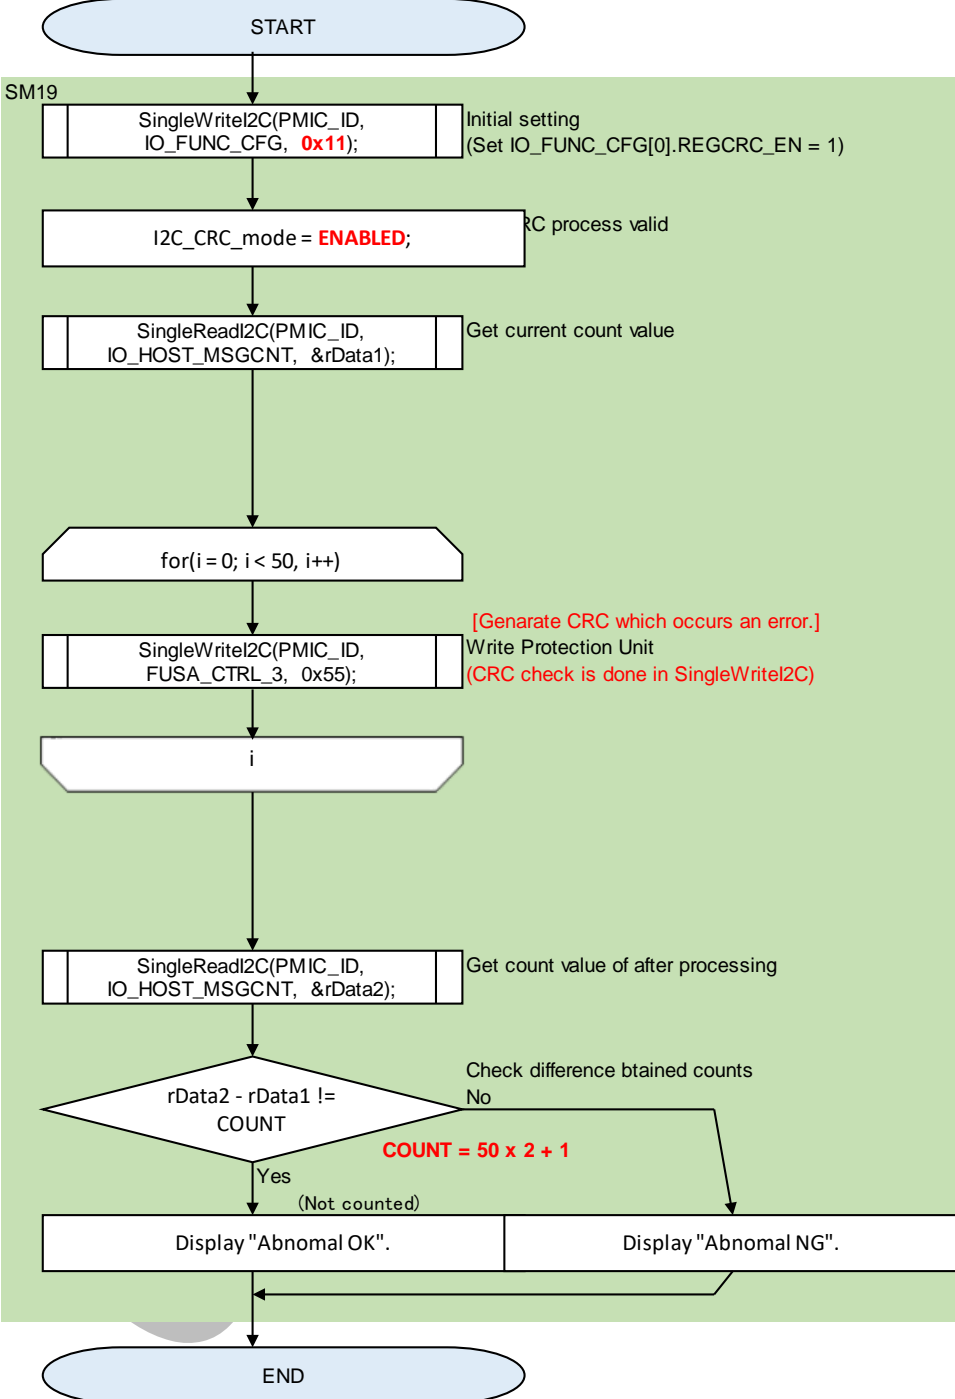 START
SM19
SingleWriteI2C(PMIC_ID,
IO_FUNC_CFG, 0x11);
Initial setting
(Set IO_FUNC_CFG[0].REGCRC_EN = 1)
I2C_CRC_mode = ENABLED;
RC process valid
SingleReadI2C(PMIC_ID,
IO_HOST_MSGCNT, &rData1);
Get current count value
for(i = 0; i < 50, i++)
[Genarate CRC which occurs an error.]
SingleWriteI2C(PMIC_ID,
FUSA_CTRL_3, 0x55);
Write Protection Unit
(CRC check is done in SingleWriteI2C)
i
SingleReadI2C(PMIC_ID,
IO_HOST_MSGCNT, &rData2);
Get count value of after processing
rData2 - rData1 !=
COUNT
Check difference btained counts
No
COUNT = 50 x 2 + 1
Yes
(Not counted)
Display "Abnomal OK".
Display "Abnomal NG".
END